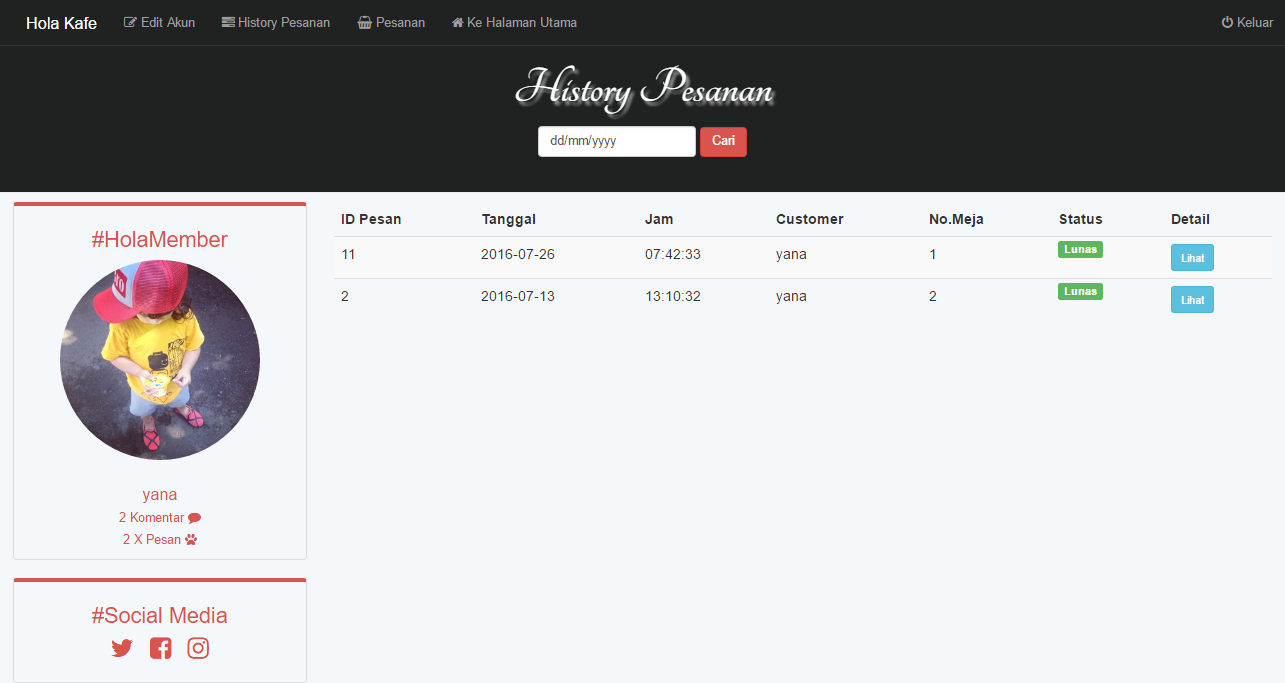 Hola Kafe Edit Akun History Pesanan Pesanan Ke Halaman Utama Keluar
History Pesanan
dd/mm/yyyy Cari
#HolaMember
yana
2 Komentar
2 X Pesan
#Social Media
ID Pesan Tanggal Jam Customer No.Meja Status Detail
11 2016-07-26 07:42:33 yana 1 Lunas Lihat
2 2016-07-13 13:10:32 yana 2 Lunas Lihat